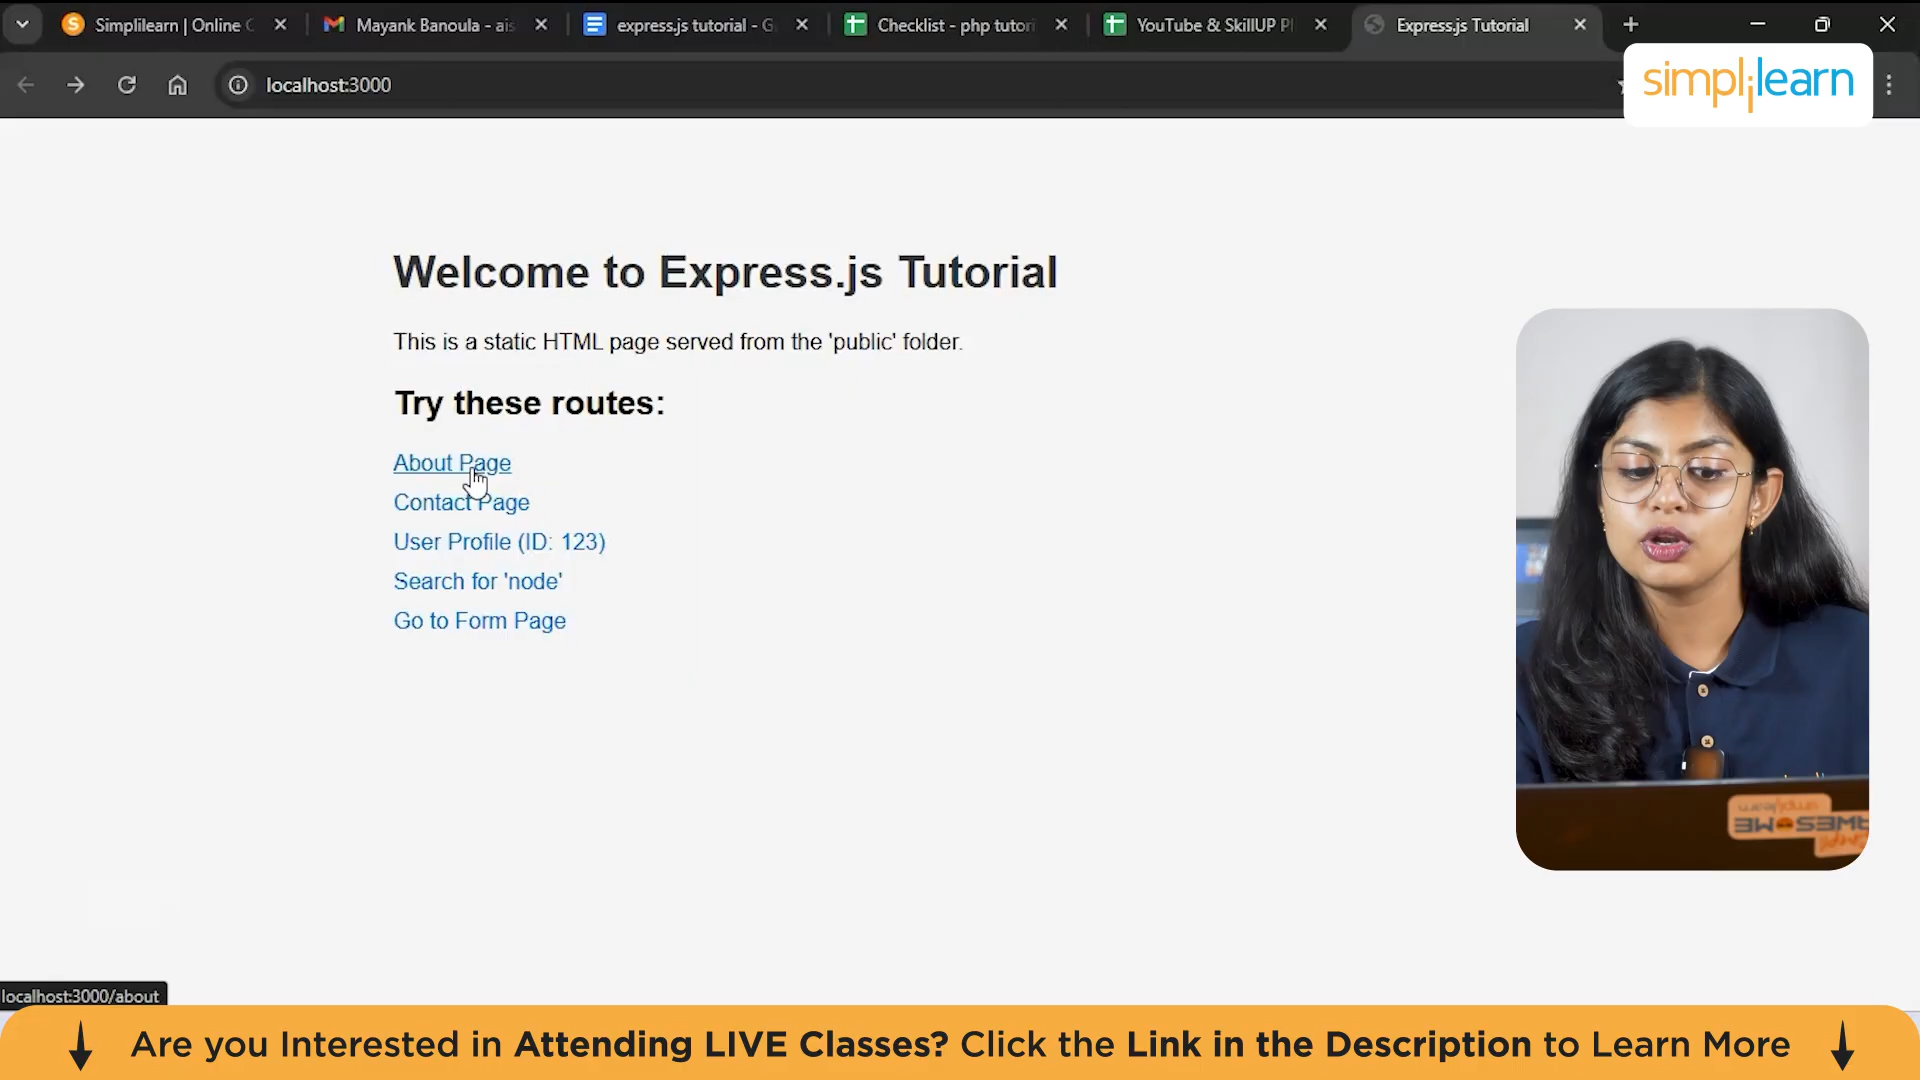 Simplilearn | Online C
Mayank Banoula - ais
express.js tutorial - G
Checklist - php tutori
YouTube & SkillUP Pl
Express.js Tutorial
localhost:3000
simplilearn
Welcome to Express.js Tutorial
This is a static HTML page served from the 'public' folder.
Try these routes:
About Page
Contact Page
User Profile (ID: 123)
Search for 'node'
Go to Form Page
localhost:3000/about
Are you Interested in Attending LIVE Classes? Click the Link in the Description to Learn More